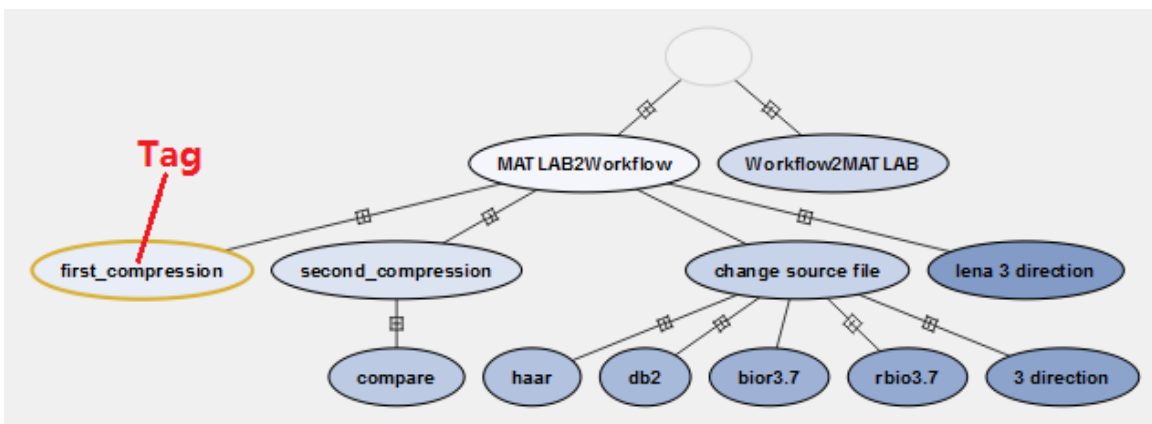 Tag
MATLAB2Workflow
Workflow2MATLAB
first_compression
second_compression
change source file
lena 3 direction
compare
haar
db2
bior3.7
rbio3.7
3 direction